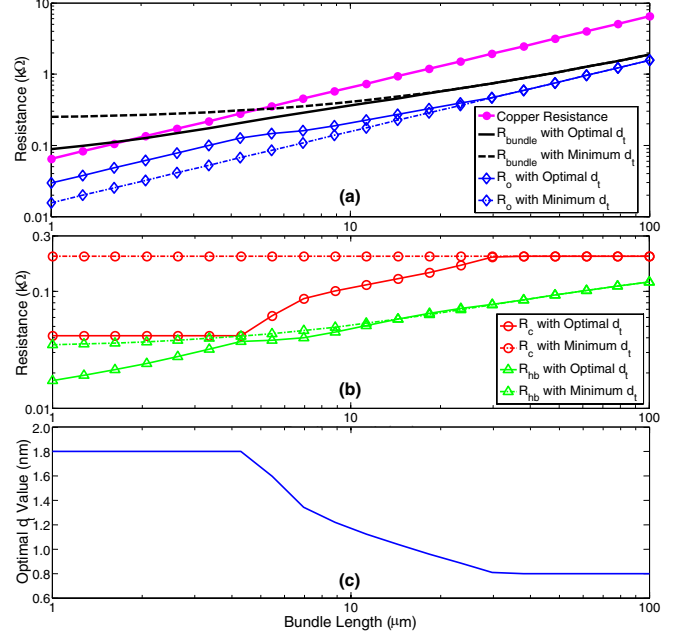 10
1
0.1
0.01
Resistance (kΩ)
Copper Resistance
R_bundle with Optimal d_t
R_bundle with Minimum d_t
R_o with Optimal d_t
R_o with Minimum d_t
(a)
1
10
100
0.3
0.1
0.01
Resistance (kΩ)
R_c with Optimal d_t
R_c with Minimum d_t
R_hb with Optimal d_t
R_hb with Minimum d_t
(b)
1
10
100
2.0
1.8
1.6
1.4
1.2
1.0
0.8
0.6
Optimal d_t Value (nm)
(c)
1
10
100
Bundle Length (μm)